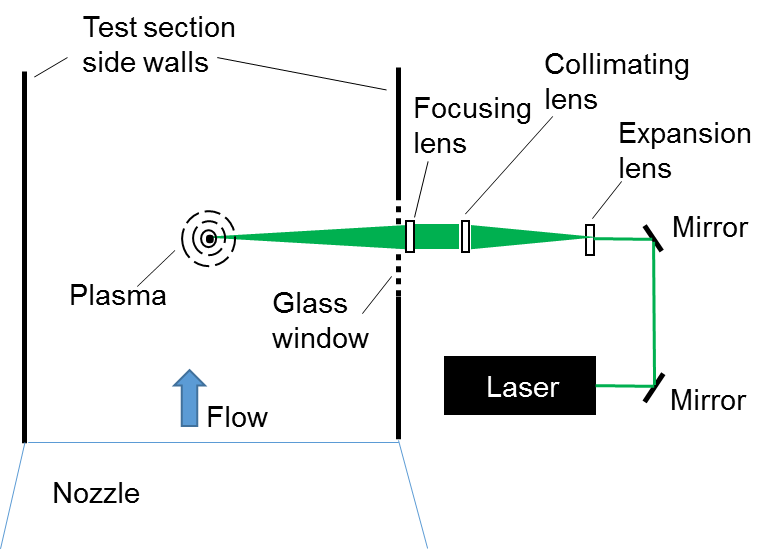 Test section
side walls
Collimating
lens
Focusing
lens
Expansion
lens
Mirror
Plasma
Glass
window
Laser
Mirror
Flow
Nozzle